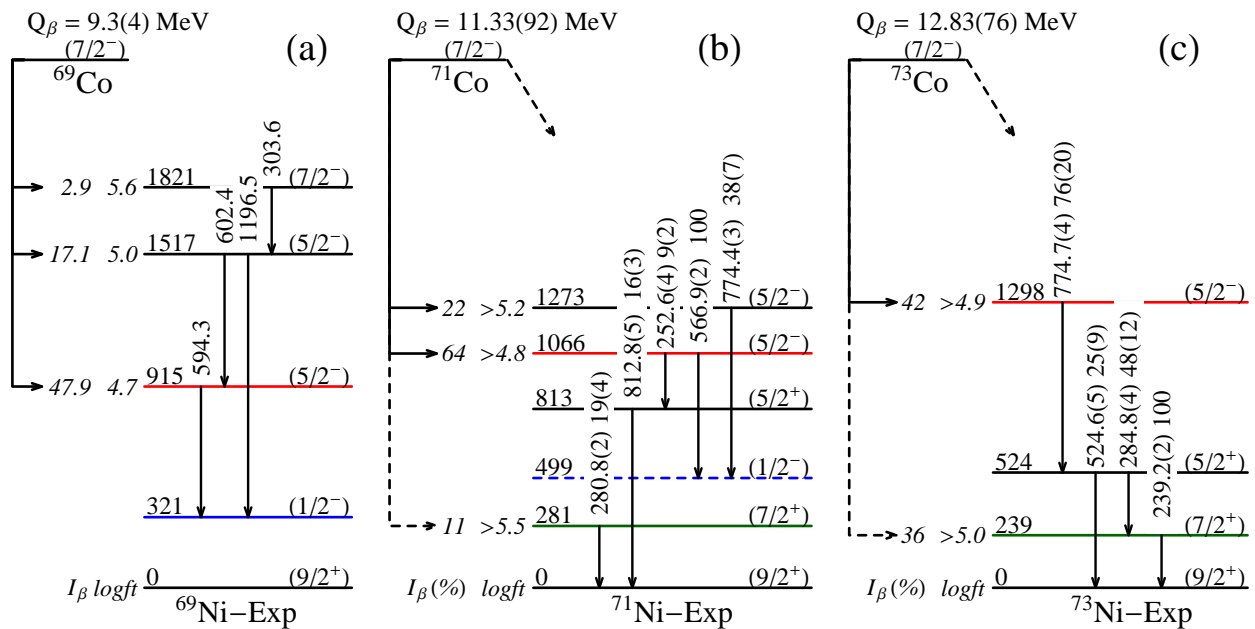 Qβ = 9.3(4) MeV
(7/2−)
69Co
(a)
303.6
602.4
1196.5
594.3
2.9 5.6 1821 (7/2−)
17.1 5.0 1517 (5/2−)
47.9 4.7 915 (5/2−)
321 (1/2−)
Iβ logft 0 (9/2+)
69Ni−Exp
Qβ = 11.33(92) MeV
(7/2−)
71Co
(b)
280.8(2) 19(4)
812.8(5) 16(3)
252.6(4) 9(2)
566.9(2) 100
774.4(3) 38(7)
22 >5.2 1273 (5/2−)
64 >4.8 1066 (5/2−)
813 (5/2+)
499 (1/2−)
11 >5.5 281 (7/2+)
Iβ (%) logft 0 (9/2+)
71Ni−Exp
Qβ = 12.83(76) MeV
(7/2−)
73Co
(c)
774.7(4) 76(20)
524.6(5) 25(9)
284.8(4) 48(12)
239.2(2) 100
42 >4.9 1298 (5/2−)
524 (5/2+)
36 >5.0 239 (7/2+)
Iβ (%) logft 0 (9/2+)
73Ni−Exp